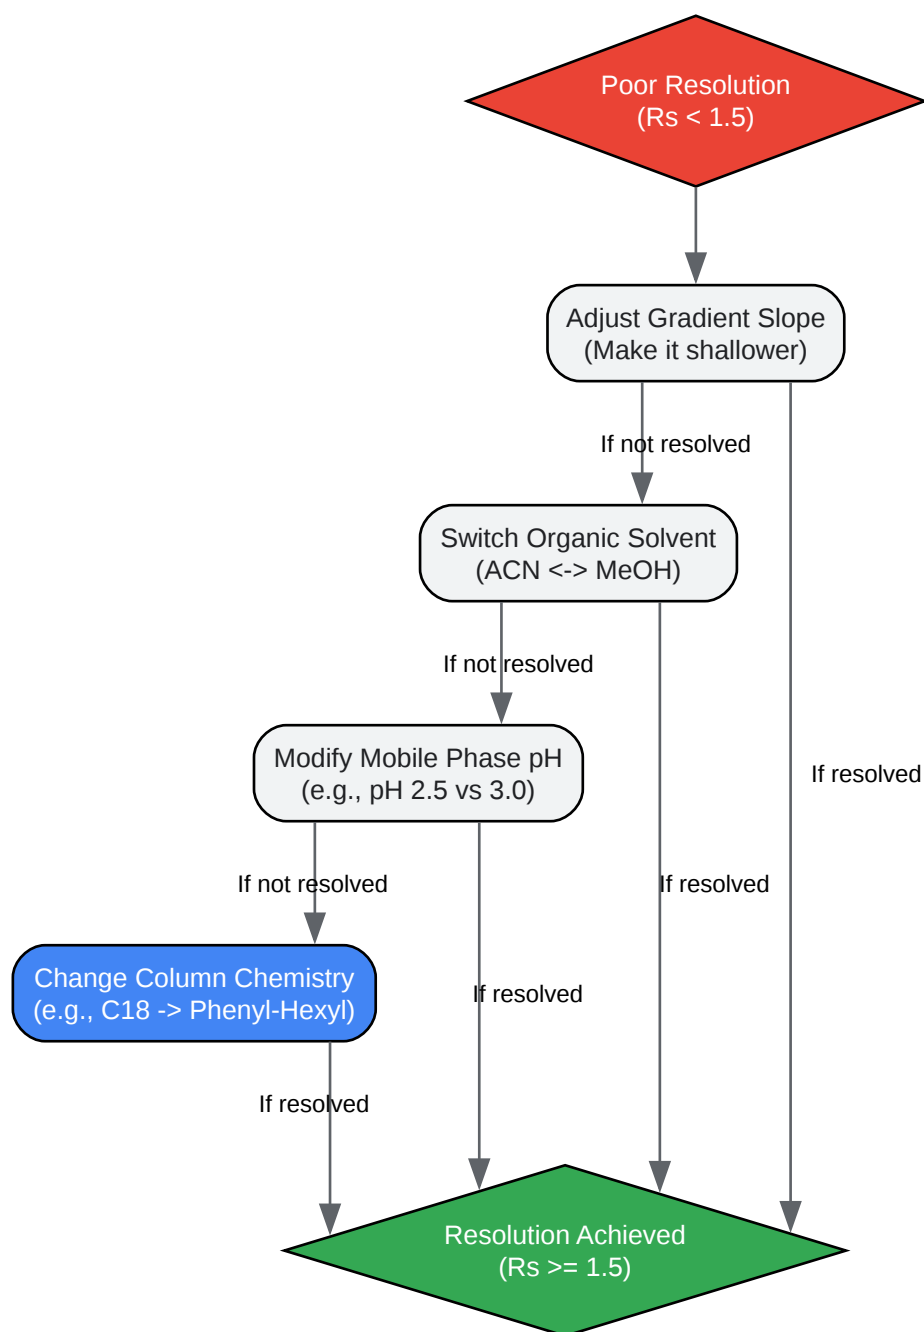 Poor Resolution
(Rs < 1.5)
Adjust Gradient Slope
(Make it shallower)
If not resolved
Switch Organic Solvent
(ACN <-> MeOH)
If not resolved
Modify Mobile Phase pH
(e.g., pH 2.5 vs 3.0)
If resolved
If not resolved
If resolved
Change Column Chemistry
(e.g., C18 -> Phenyl-Hexyl)
If resolved
If resolved
Resolution Achieved
(Rs >= 1.5)